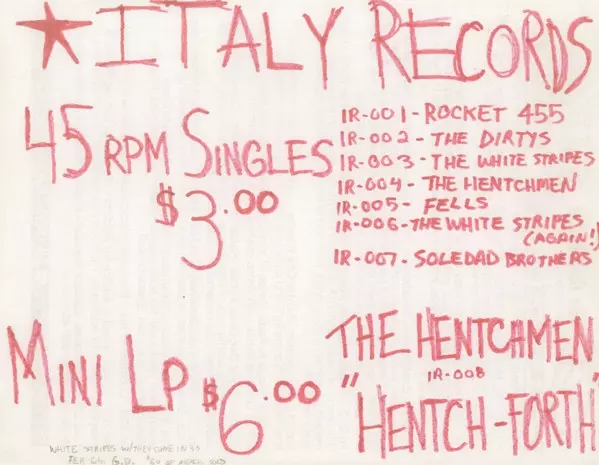 ★ITALY RECORDS
45 RPM SINGLES
$3.00
IR-001-ROCKET 455
IR-002-THE DIRTYS
IR-003-THE WHITE STRIPES
IR-004-THE HENTCHMEN
IR-005-FELLS
IR-006-THE WHITE STRIPES
(AGAIN!)
IR-007-SOLEDAD BROTHERS
MINI LP $6.00
THE HENTCHMEN
IR-008
"HENTCH-FORTH"
WHITE STRIPES